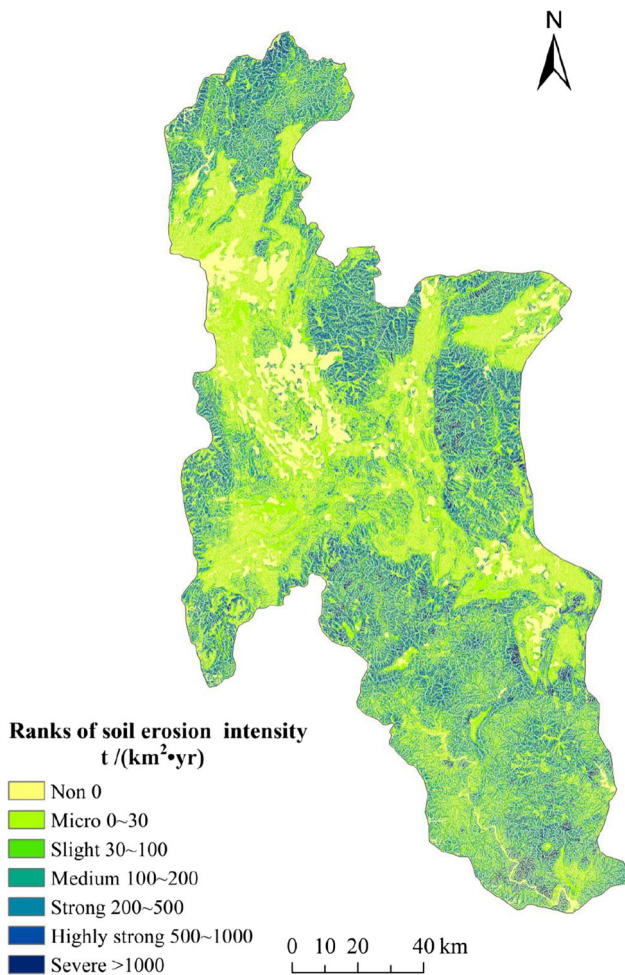 N
Ranks of soil erosion intensity
t /(km²•yr)
Non 0
Micro 0~30
Slight 30~100
Medium 100~200
Strong 200~500
Highly strong 500~1000
Severe >1000
0 10 20 40 km